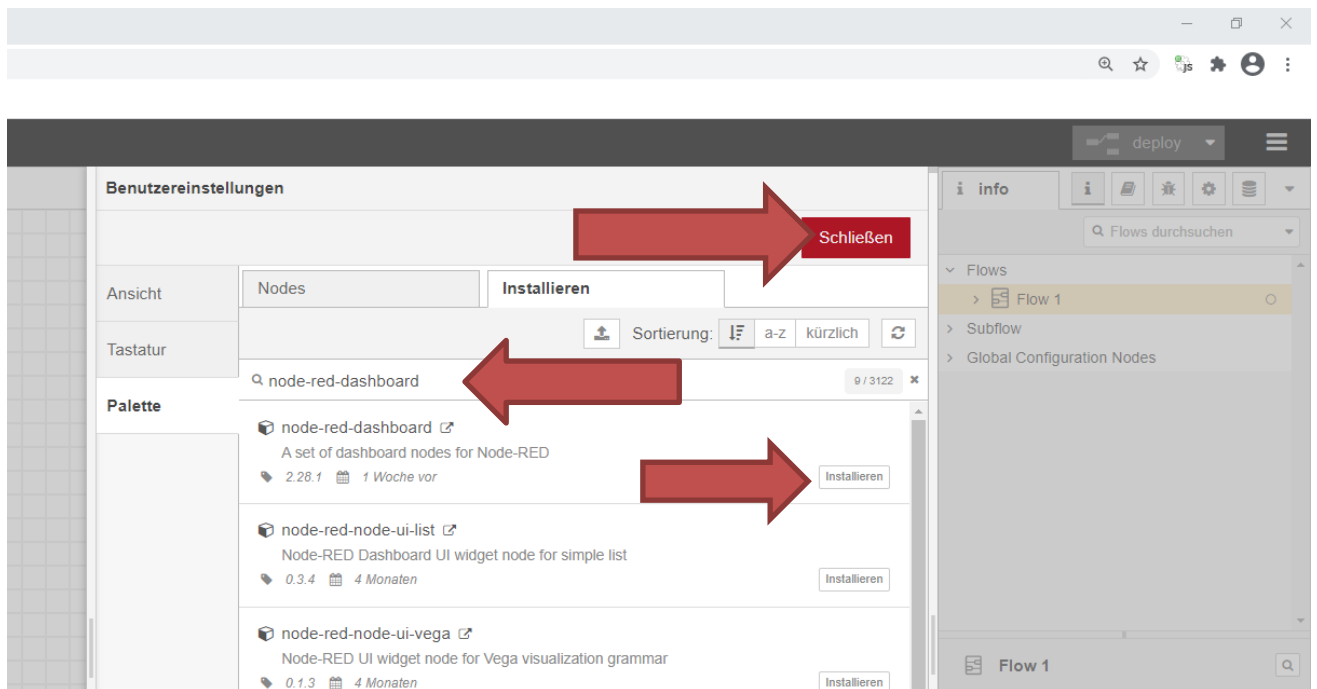 js
deploy
Benutzereinstellungen
i info
i
Schließen
Flows durchsuchen
Ansicht
Nodes
Installieren
Flows
Flow 1
Sortierung:
a-z
kürzlich
Subflow
Tastatur
Global Configuration Nodes
node-red-dashboard
9 / 3122
Palette
node-red-dashboard
A set of dashboard nodes for Node-RED
2.28.1 1 Woche vor
Installieren
node-red-node-ui-list
Node-RED Dashboard UI widget node for simple list
0.3.4 4 Monaten
Installieren
node-red-node-ui-vega
Node-RED UI widget node for Vega visualization grammar
0.1.3 4 Monaten
Installieren
Flow 1